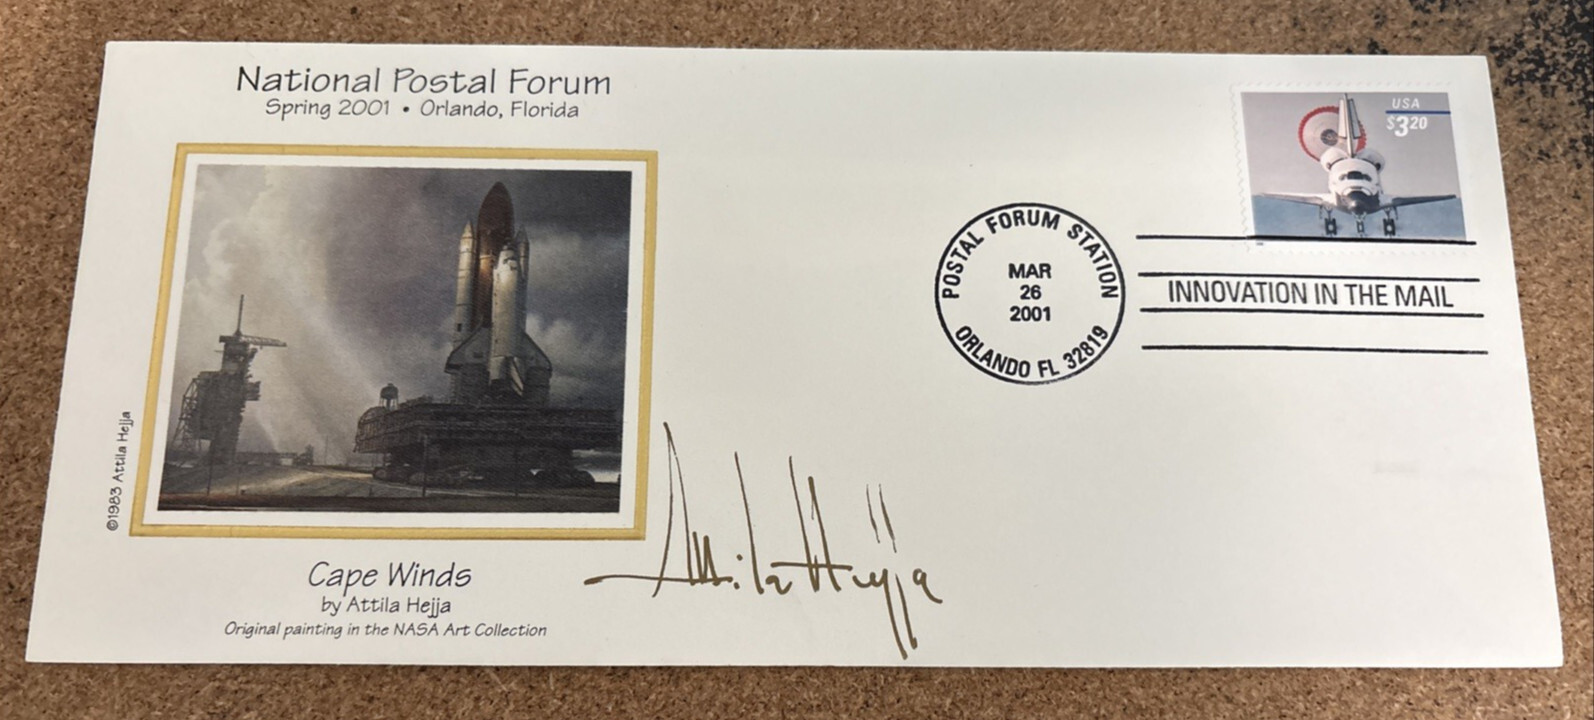 National Postal Forum
Spring 2001 • Orlando, Florida
USA
$3.20
POSTAL FORUM STATION
MAR
26
2001
ORLANDO FL 32819
INNOVATION IN THE MAIL
©1983 Attila Hejja
Attila Hejja
Cape Winds
by Attila Hejja
Original painting in the NASA Art Collection